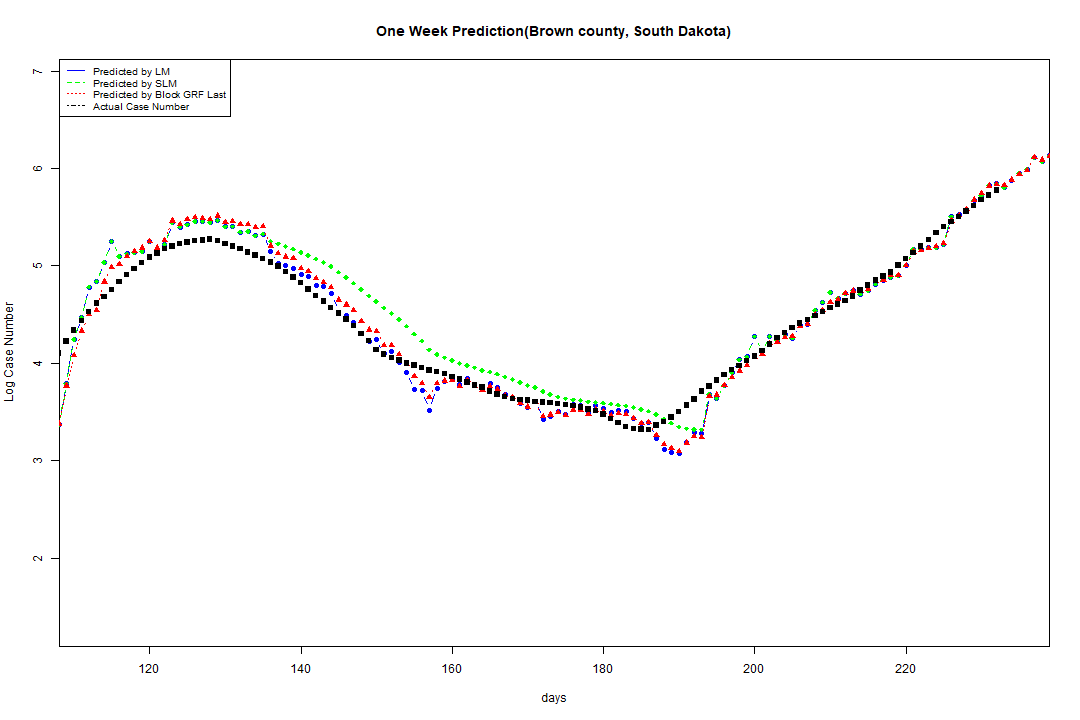 One Week Prediction(Brown county, South Dakota)
Predicted by LM
Predicted by SLM
Predicted by Block GRF Last
Actual Case Number
7
6
5
4
3
2
Log Case Number
120 140 160 180 200 220
days